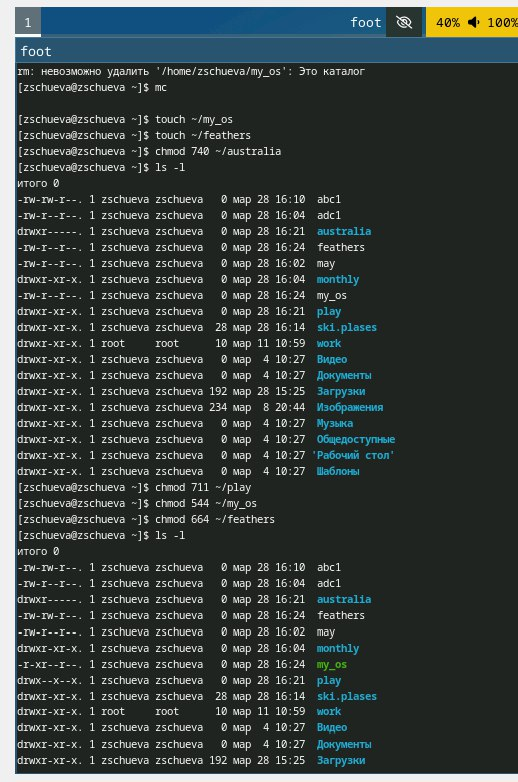 1 foot 40% 100%
foot
rm: невозможно удалить '/home/zschueva/my_os': Это каталог
[zschueva@zschueva ~]$ mc
[zschueva@zschueva ~]$ touch ~/my_os
[zschueva@zschueva ~]$ touch ~/feathers
[zschueva@zschueva ~]$ chmod 740 ~/australia
[zschueva@zschueva ~]$ ls -l
итого 0
-rw-rw-r--. 1 zschueva zschueva   0 мар 28 16:10  abc1
-rw-r--r--. 1 zschueva zschueva   0 мар 28 16:04  adc1
drwxr-----. 1 zschueva zschueva   0 мар 28 16:21  australia
-rw-r--r--. 1 zschueva zschueva   0 мар 28 16:24  feathers
-rw-r--r--. 1 zschueva zschueva   0 мар 28 16:02  may
drwxr-xr-x. 1 zschueva zschueva   0 мар 28 16:04  monthly
-rw-r--r--. 1 zschueva zschueva   0 мар 28 16:24  my_os
drwxr-xr-x. 1 zschueva zschueva   0 мар 28 16:21  play
drwxr-xr-x. 1 zschueva zschueva  28 мар 28 16:14  ski.plases
drwxr-xr-x. 1 root     root      10 мар 11 10:59  work
drwxr-xr-x. 1 zschueva zschueva   0 мар  4 10:27  Видео
drwxr-xr-x. 1 zschueva zschueva   0 мар  4 10:27  Документы
drwxr-xr-x. 1 zschueva zschueva 192 мар 28 15:25  Загрузки
drwxr-xr-x. 1 zschueva zschueva 234 мар  8 20:44  Изображения
drwxr-xr-x. 1 zschueva zschueva   0 мар  4 10:27  Музыка
drwxr-xr-x. 1 zschueva zschueva   0 мар  4 10:27  Общедоступные
drwxr-xr-x. 1 zschueva zschueva   0 мар  4 10:27 'Рабочий стол'
drwxr-xr-x. 1 zschueva zschueva   0 мар  4 10:27  Шаблоны
[zschueva@zschueva ~]$ chmod 711 ~/play
[zschueva@zschueva ~]$ chmod 544 ~/my_os
[zschueva@zschueva ~]$ chmod 664 ~/feathers
[zschueva@zschueva ~]$ ls -l
итого 0
-rw-rw-r--. 1 zschueva zschueva   0 мар 28 16:10  abc1
-rw-r--r--. 1 zschueva zschueva   0 мар 28 16:04  adc1
drwxr-----. 1 zschueva zschueva   0 мар 28 16:21  australia
-rw-rw-r--. 1 zschueva zschueva   0 мар 28 16:24  feathers
-rw-r--r--. 1 zschueva zschueva   0 мар 28 16:02  may
drwxr-xr-x. 1 zschueva zschueva   0 мар 28 16:04  monthly
-r-xr--r--. 1 zschueva zschueva   0 мар 28 16:24  my_os
drwx--x--x. 1 zschueva zschueva   0 мар 28 16:21  play
drwxr-xr-x. 1 zschueva zschueva  28 мар 28 16:14  ski.plases
drwxr-xr-x. 1 root     root      10 мар 11 10:59  work
drwxr-xr-x. 1 zschueva zschueva   0 мар  4 10:27  Видео
drwxr-xr-x. 1 zschueva zschueva   0 мар  4 10:27  Документы
drwxr-xr-x. 1 zschueva zschueva 192 мар 28 15:25  Загрузки